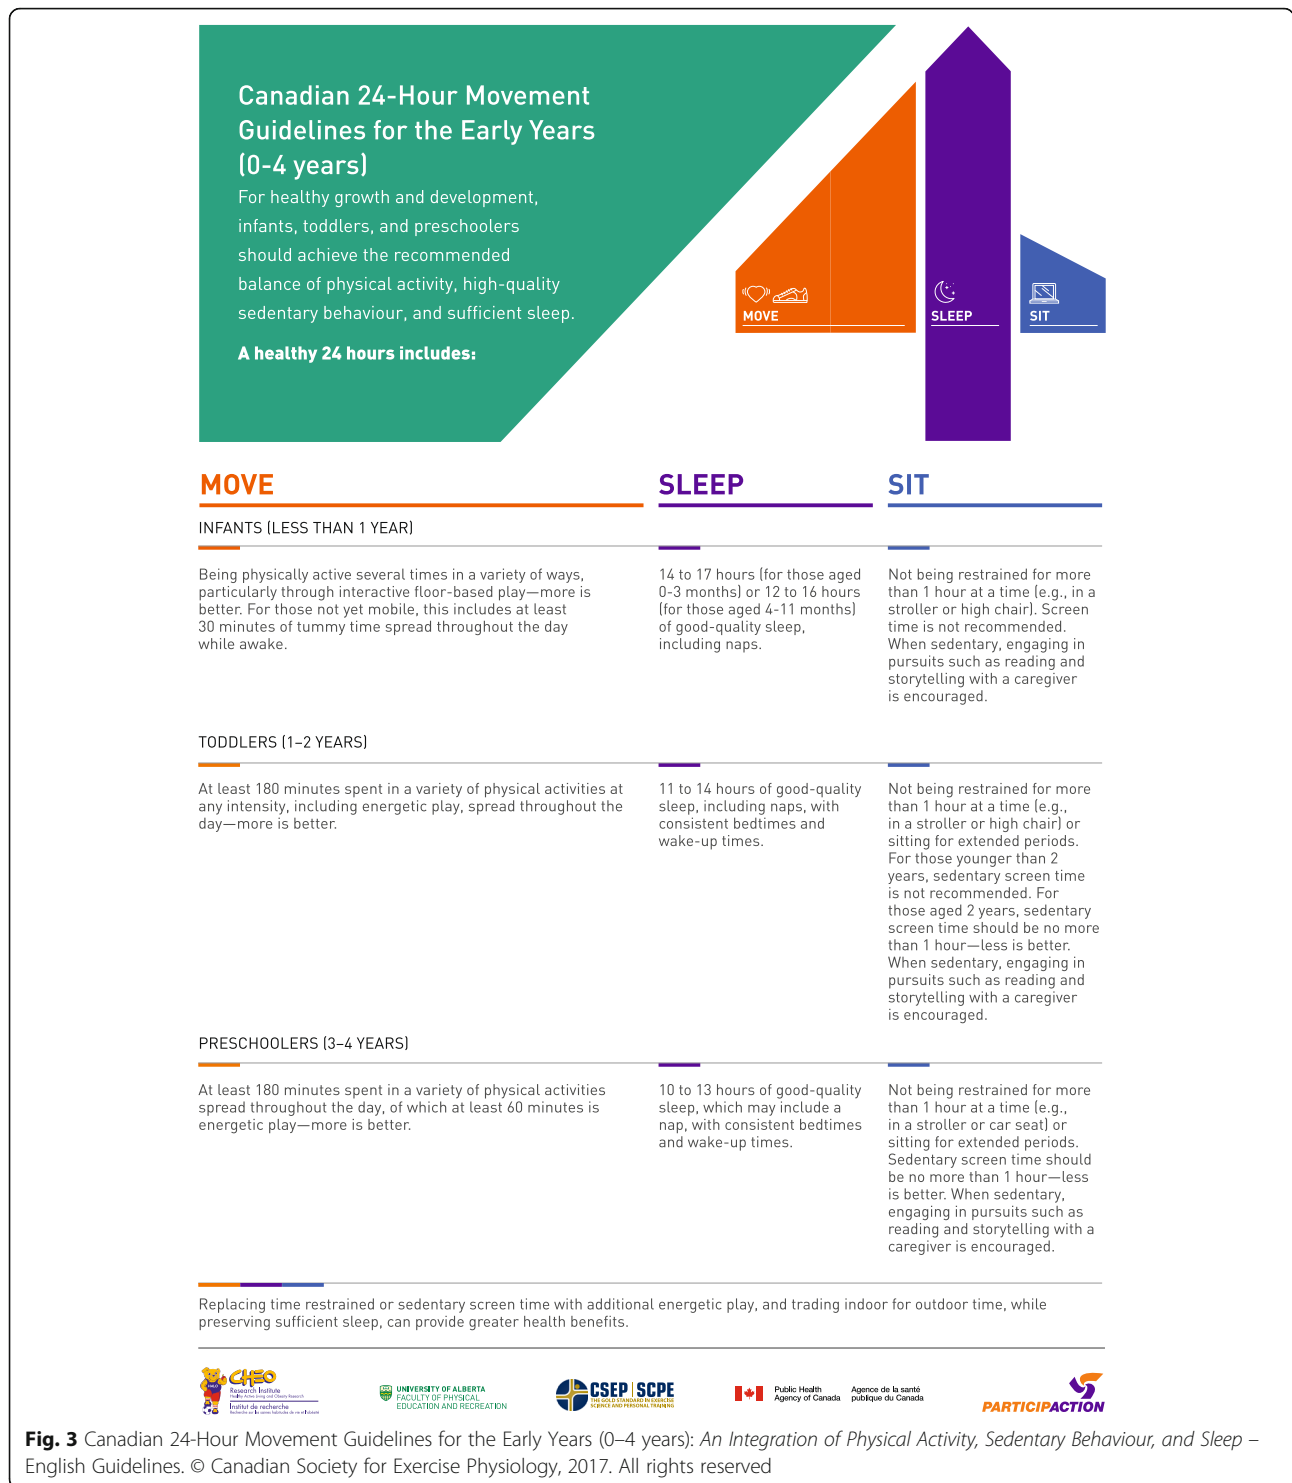 Canadian 24-Hour Movement
Guidelines for the Early Years
(0-4 years)
For healthy growth and development,
infants, toddlers, and preschoolers
should achieve the recommended
balance of physical activity, high-quality
sedentary behaviour, and sufficient sleep.
A healthy 24 hours includes:
MOVE
SLEEP
SIT
MOVE
SLEEP
SIT
INFANTS (LESS THAN 1 YEAR)
Being physically active several times in a variety of ways,
particularly through interactive floor-based play—more is
better. For those not yet mobile, this includes at least
30 minutes of tummy time spread throughout the day
while awake.
14 to 17 hours (for those aged
0-3 months) or 12 to 16 hours
(for those aged 4-11 months)
of good-quality sleep,
including naps.
Not being restrained for more
than 1 hour at a time (e.g., in a
stroller or high chair). Screen
time is not recommended.
When sedentary, engaging in
pursuits such as reading and
storytelling with a caregiver
is encouraged.
TODDLERS (1–2 YEARS)
At least 180 minutes spent in a variety of physical activities at
any intensity, including energetic play, spread throughout the
day—more is better.
11 to 14 hours of good-quality
sleep, including naps, with
consistent bedtimes and
wake-up times.
Not being restrained for more
than 1 hour at a time (e.g.,
in a stroller or high chair) or
sitting for extended periods.
For those younger than 2
years, sedentary screen time
is not recommended. For
those aged 2 years, sedentary
screen time should be no more
than 1 hour—less is better.
When sedentary, engaging in
pursuits such as reading and
storytelling with a caregiver
is encouraged.
PRESCHOOLERS (3–4 YEARS)
At least 180 minutes spent in a variety of physical activities
spread throughout the day, of which at least 60 minutes is
energetic play—more is better.
10 to 13 hours of good-quality
sleep, which may include a
nap, with consistent bedtimes
and wake-up times.
Not being restrained for more
than 1 hour at a time (e.g.,
in a stroller or car seat) or
sitting for extended periods.
Sedentary screen time should
be no more than 1 hour—less
is better. When sedentary,
engaging in pursuits such as
reading and storytelling with a
caregiver is encouraged.
Replacing time restrained or sedentary screen time with additional energetic play, and trading indoor for outdoor time, while
preserving sufficient sleep, can provide greater health benefits.
CHEO
Research Institute
Healthy Active Living and Obesity Research
Institut de recherche
UNIVERSITY OF ALBERTA
FACULTY OF PHYSICAL
EDUCATION AND RECREATION
CSEP | SCPE
THE GOLD STANDARD IN EXERCISE
SCIENCE AND PERSONAL TRAINING
Public Health
Agency of Canada
Agence de la santé
publique du Canada
PARTICIPACTION
Fig. 3 Canadian 24-Hour Movement Guidelines for the Early Years (0–4 years): An Integration of Physical Activity, Sedentary Behaviour, and Sleep –
English Guidelines. © Canadian Society for Exercise Physiology, 2017. All rights reserved